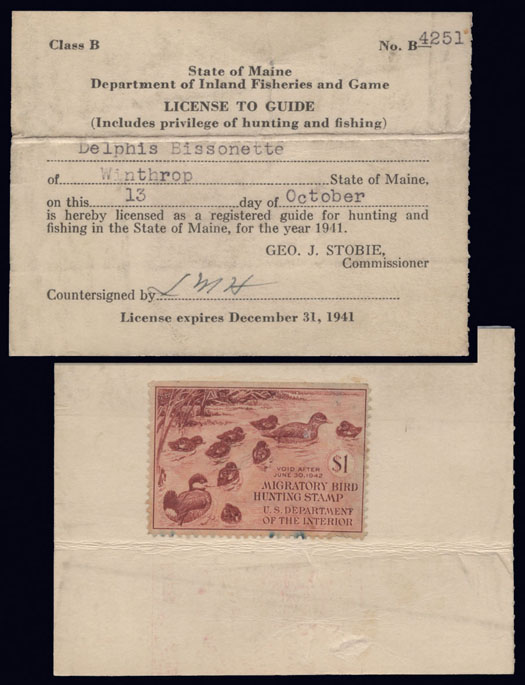 Class B No. B-4251
State of Maine
Department of Inland Fisheries and Game
LICENSE TO GUIDE
(Includes privilege of hunting and fishing)
Delphis Bissonette
of Winthrop State of Maine,
on this 13 day of October
is hereby licensed as a registered guide for hunting and
fishing in the State of Maine, for the year 1941.
GEO. J. STOBIE,
Commissioner
Countersigned by LMH
License expires December 31, 1941
VOID AFTER
JUNE 30, 1942
$1
MIGRATORY BIRD
HUNTING STAMP
U. S. DEPARTMENT
OF THE INTERIOR